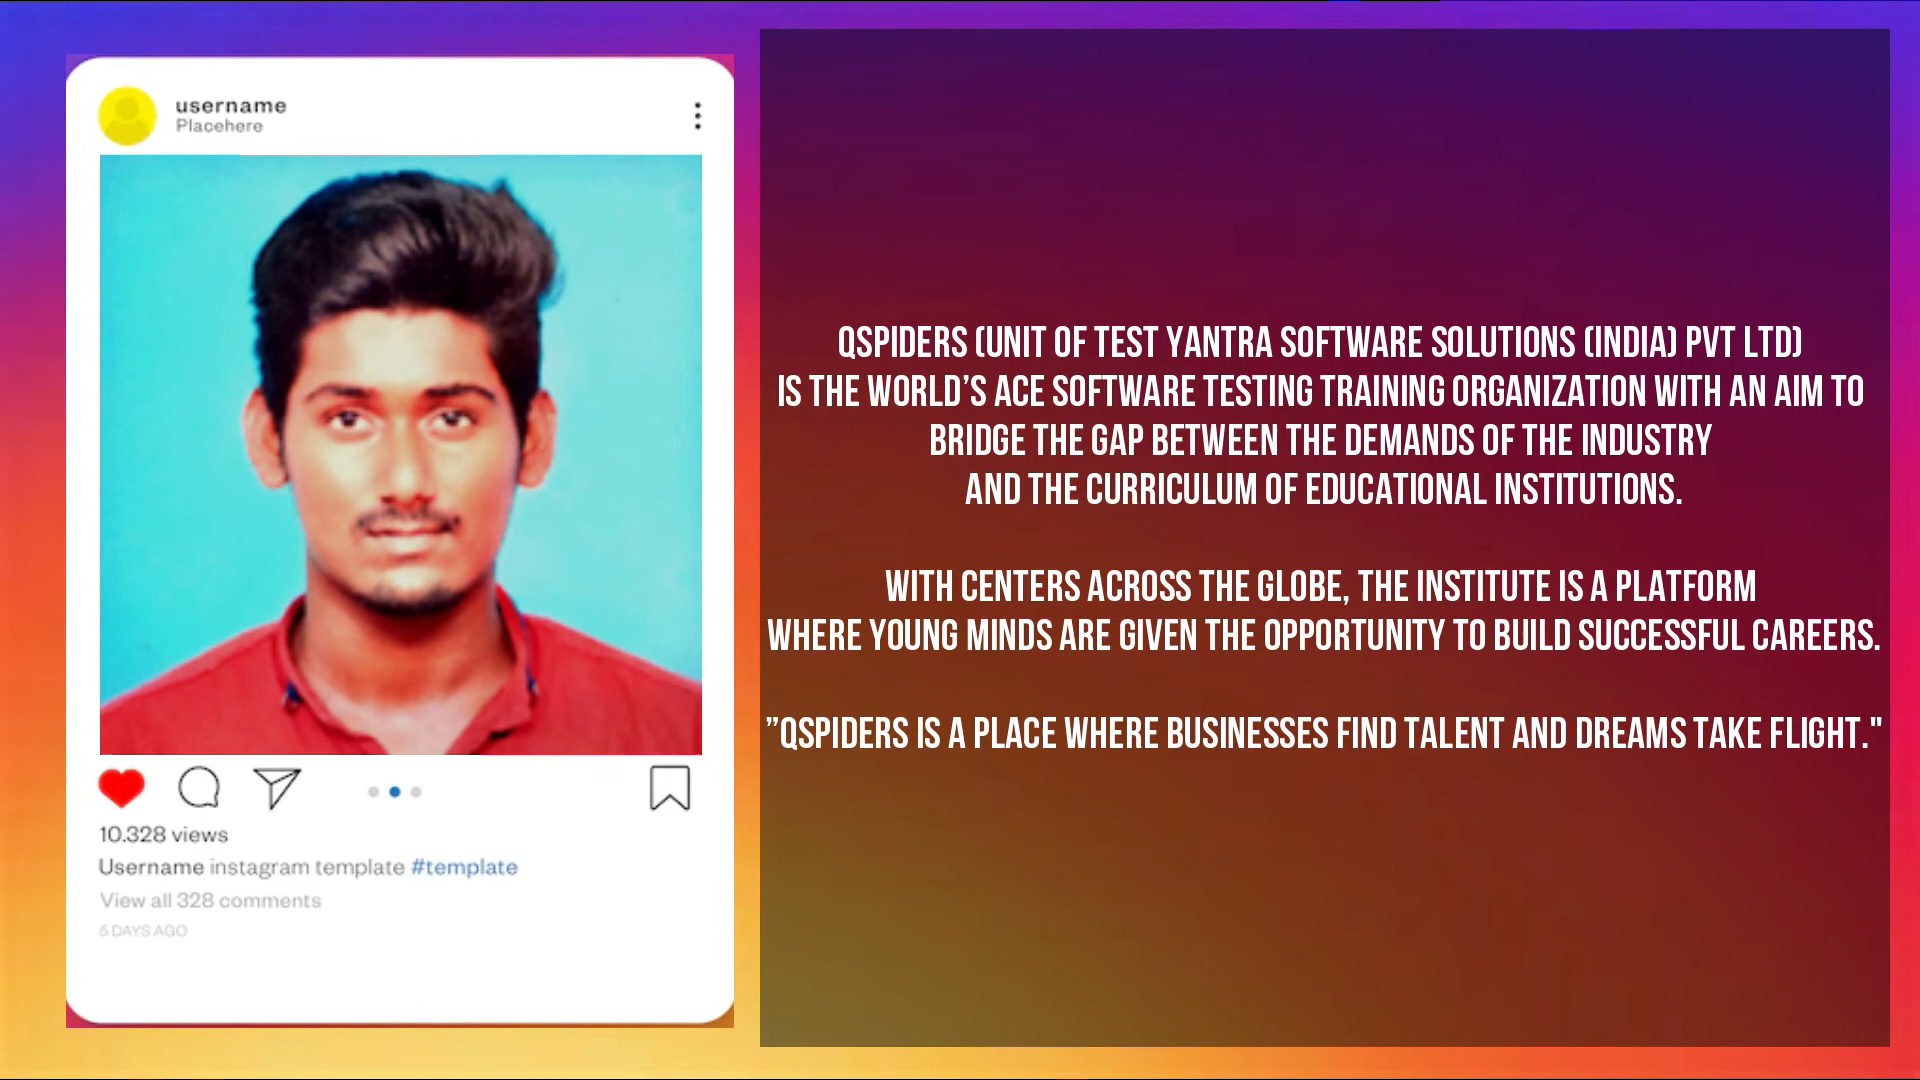 username
Placehere
10.328 views
Username instagram template #template
View all 328 comments
5 DAYS AGO
QSPIDERS (UNIT OF TEST YANTRA SOFTWARE SOLUTIONS (INDIA) PVT LTD)
IS THE WORLD’S ACE SOFTWARE TESTING TRAINING ORGANIZATION WITH AN AIM TO
BRIDGE THE GAP BETWEEN THE DEMANDS OF THE INDUSTRY
AND THE CURRICULUM OF EDUCATIONAL INSTITUTIONS.
WITH CENTERS ACROSS THE GLOBE, THE INSTITUTE IS A PLATFORM
WHERE YOUNG MINDS ARE GIVEN THE OPPORTUNITY TO BUILD SUCCESSFUL CAREERS.
”QSPIDERS IS A PLACE WHERE BUSINESSES FIND TALENT AND DREAMS TAKE FLIGHT."